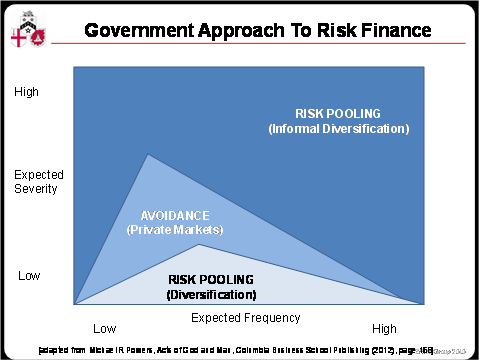 Government Approach To Risk Finance
High
RISK POOLING
(Informal Diversification)
Expected
Severity
AVOIDANCE
(Private Markets)
Low
RISK POOLING
(Diversification)
Expected Frequency
Low
High
[adapted from Michael R Powers, Acts of God and Man, Columbia Business School Publishing (2012), page 156]